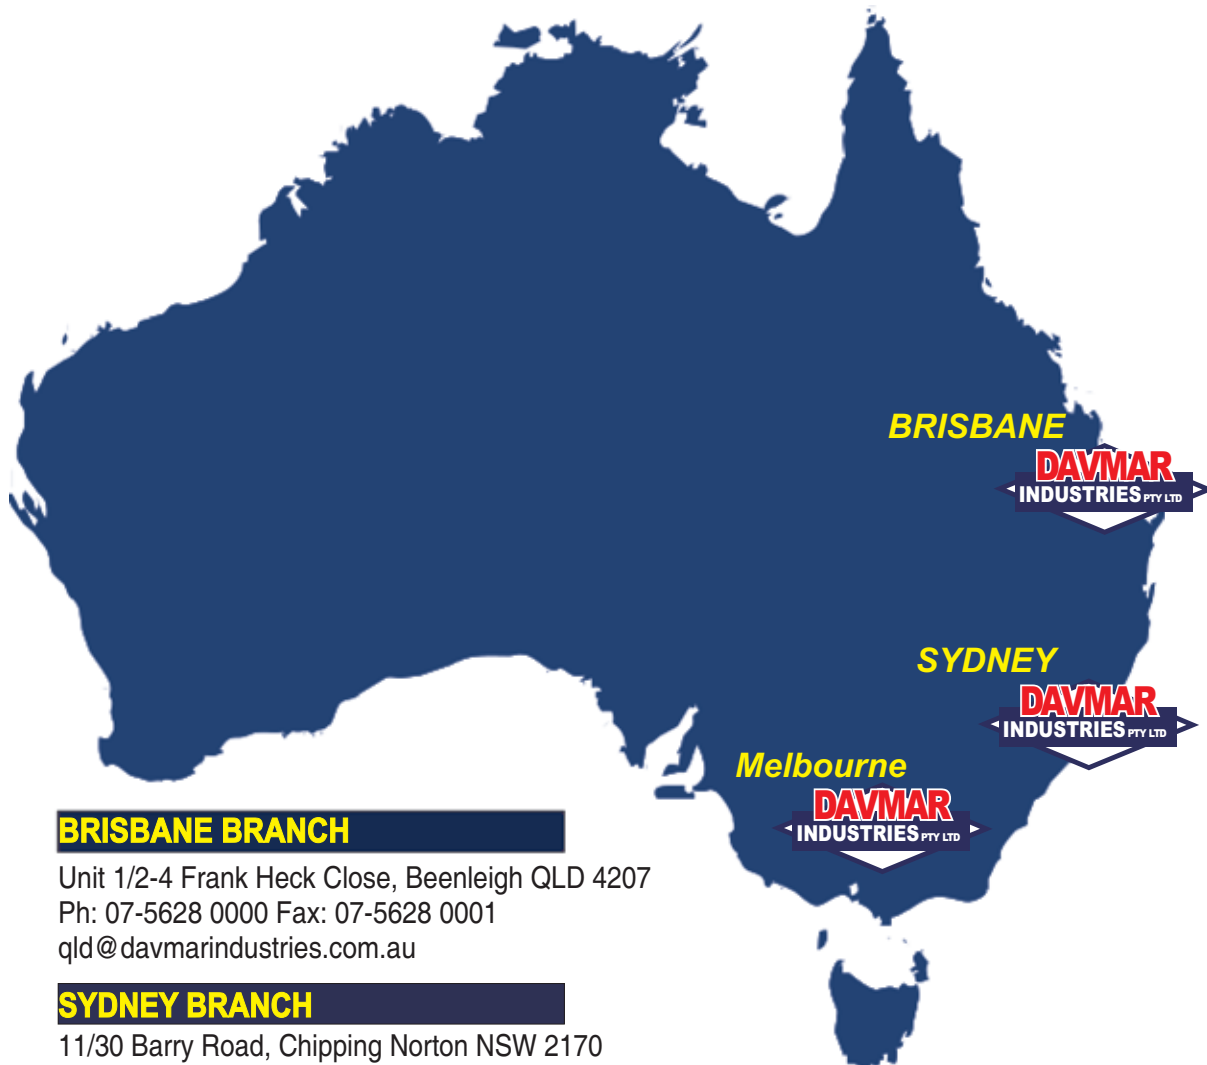 BRISBANE
DAVMAR
INDUSTRIES PTY LTD
SYDNEY
DAVMAR
INDUSTRIES PTY LTD
Melbourne
DAVMAR
INDUSTRIES PTY LTD
BRISBANE BRANCH
Unit 1/2-4 Frank Heck Close, Beenleigh QLD 4207
Ph: 07-5628 0000 Fax: 07-5628 0001
qld@davmarindustries.com.au
SYDNEY BRANCH
11/30 Barry Road, Chipping Norton NSW 2170